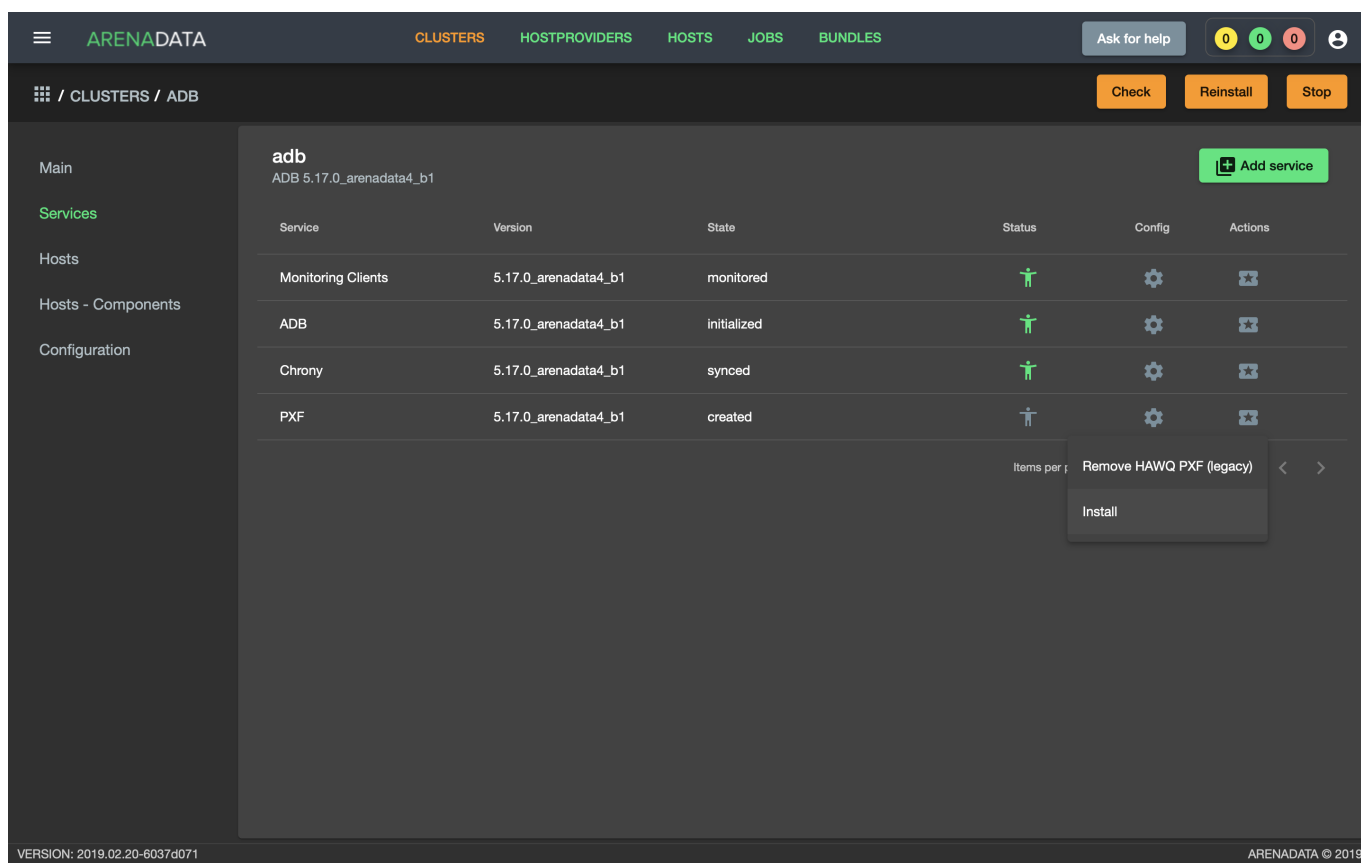 ARENADATA
CLUSTERS HOSTPROVIDERS HOSTS JOBS BUNDLES
Ask for help
0 0 0
/ CLUSTERS / ADB
Check Reinstall Stop
Main
Services
Hosts
Hosts - Components
Configuration
adb
ADB 5.17.0_arenadata4_b1
Add service
Service Version State Status Config Actions
Monitoring Clients 5.17.0_arenadata4_b1 monitored
ADB 5.17.0_arenadata4_b1 initialized
Chrony 5.17.0_arenadata4_b1 synced
PXF 5.17.0_arenadata4_b1 created
Items per p
Remove HAWQ PXF (legacy)
Install
VERSION: 2019.02.20-6037d071
ARENADATA © 2019